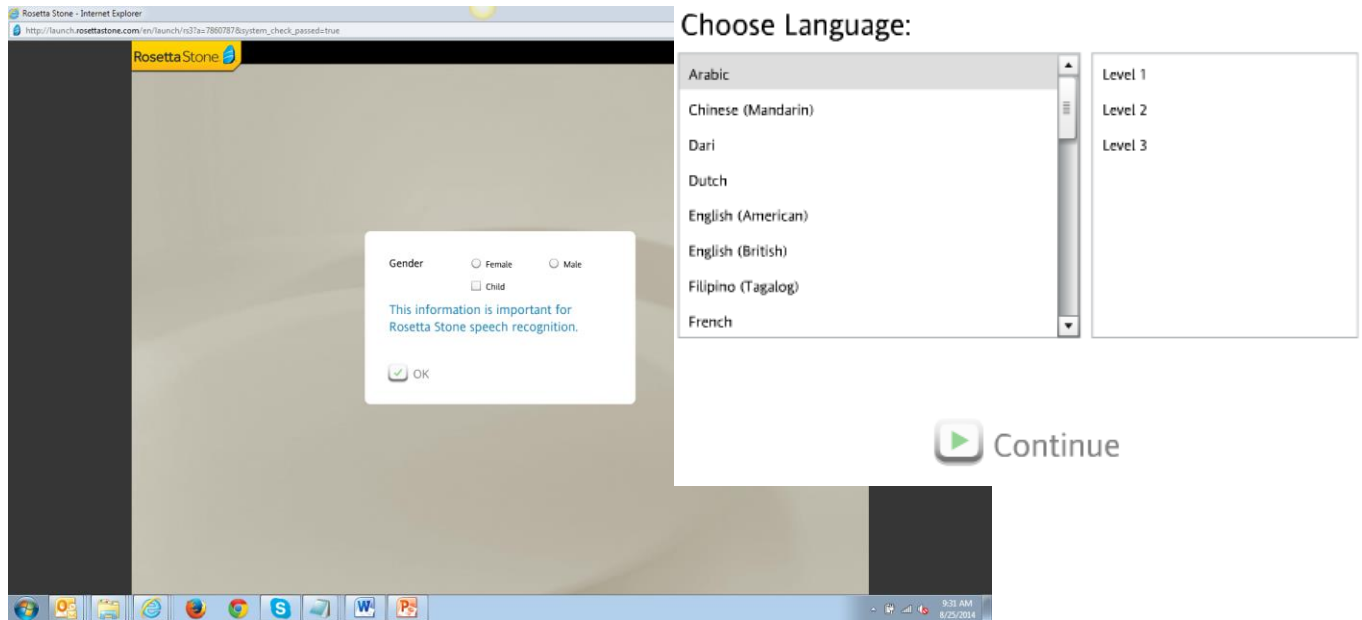 Rosetta Stone - Internet Explorer
http://launch.rosettastone.com/en/launch/rs3?a=7860787&system_check_passed=true
RosettaStone
Gender Female Male
Child
This information is important for
Rosetta Stone speech recognition.
OK
Choose Language:
Arabic
Chinese (Mandarin)
Dari
Dutch
English (American)
English (British)
Filipino (Tagalog)
French
Level 1
Level 2
Level 3
Continue
9:31 AM
8/25/2014